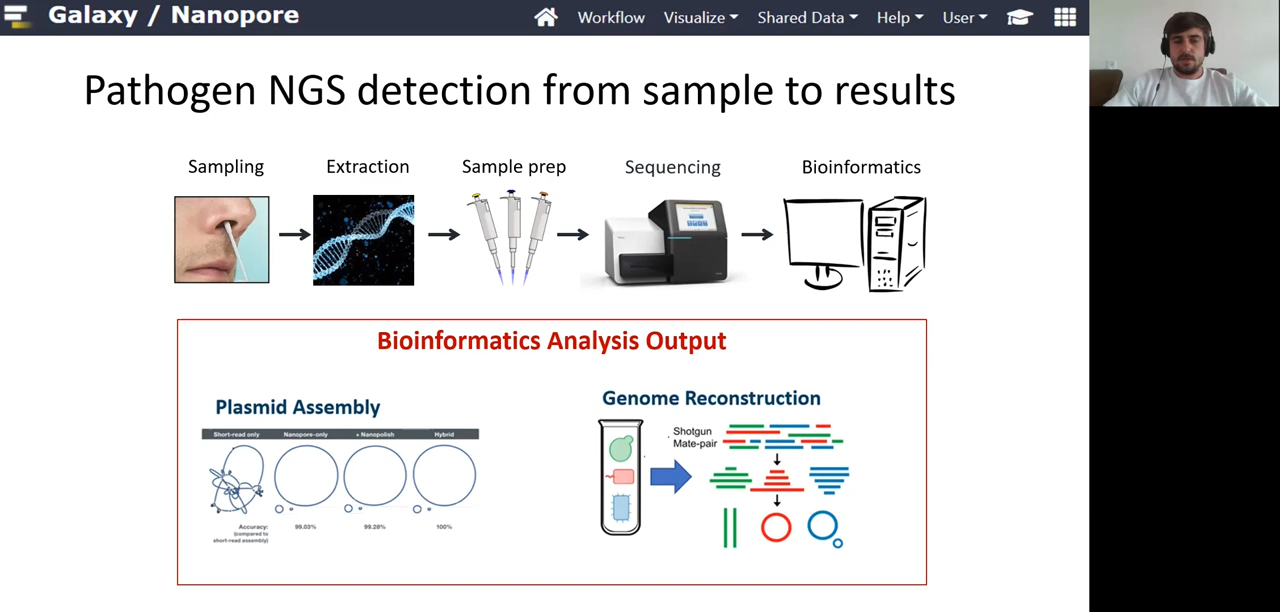 Galaxy / Nanopore
Workflow Visualize Shared Data Help User
Pathogen NGS detection from sample to results
Sampling Extraction Sample prep Sequencing Bioinformatics
Bioinformatics Analysis Output
Plasmid Assembly
Short-read only Nanopore-only + Nanopolish Hybrid
Accuracy: 99.03% 99.28% 100%
(compared to
short-read assembly)
Genome Reconstruction
Shotgun
Mate-pair